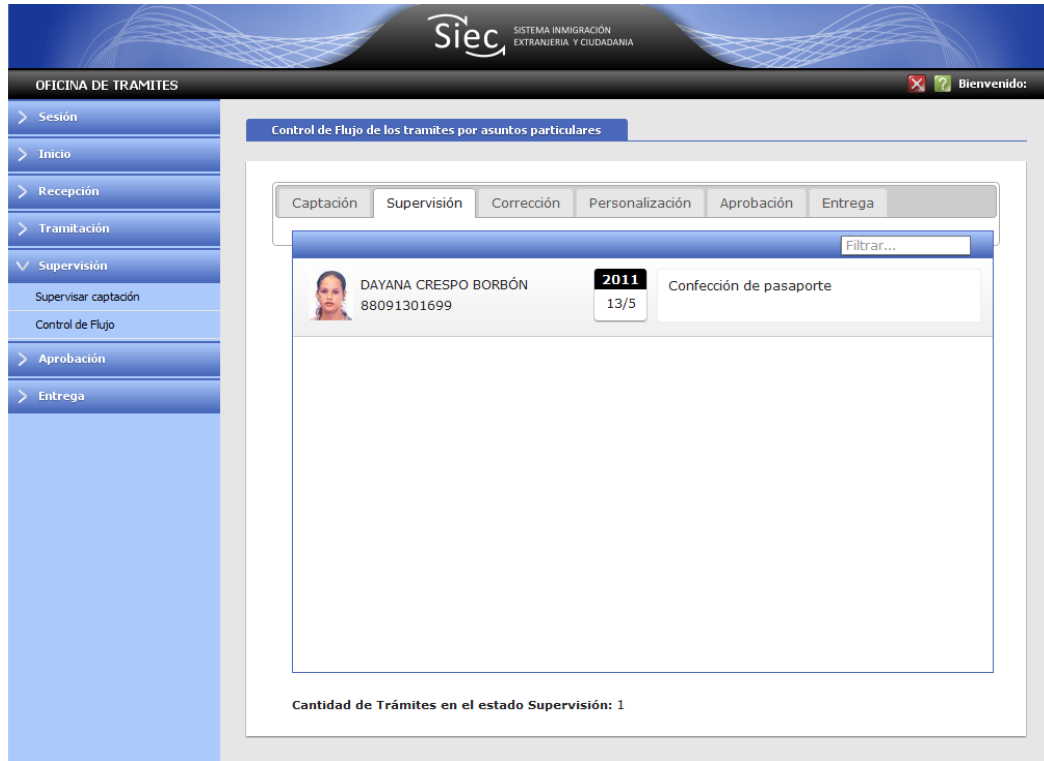 Siec SISTEMA INMIGRACIÓN
EXTRANJERIA Y CIUDADANIA
OFICINA DE TRAMITES
Bienvenido:
Sesión
Inicio
Recepción
Tramitación
Supervisión
Supervisar captación
Control de Flujo
Aprobación
Entrega
Control de Flujo de los tramites por asuntos particulares
Captación Supervisión Corrección Personalización Aprobación Entrega
Filtrar...
DAYANA CRESPO BORBÓN
88091301699
2011
13/5
Confección de pasaporte
Cantidad de Trámites en el estado Supervisión: 1